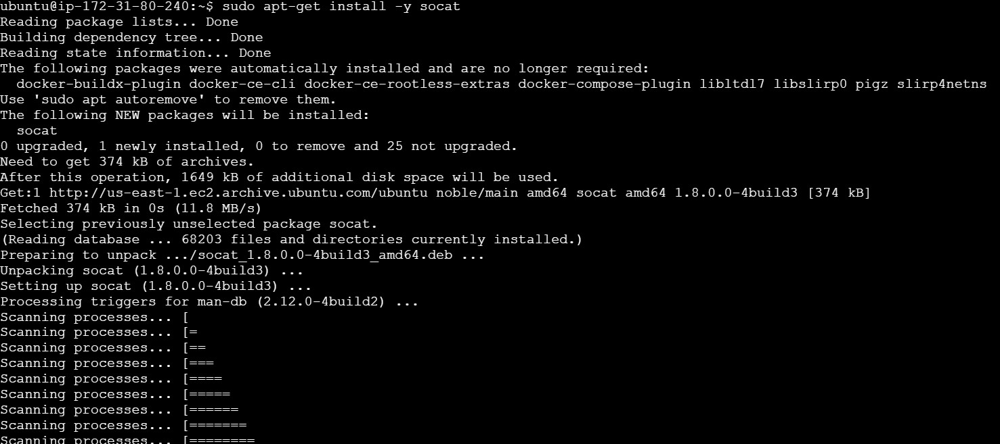 ubuntu@ip-172-31-80-240:~$ sudo apt-get install -y socat
Reading package lists... Done
Building dependency tree... Done
Reading state information... Done
The following packages were automatically installed and are no longer required:
  docker-buildx-plugin docker-ce-cli docker-ce-rootless-extras docker-compose-plugin libltdl7 libslirp0 pigz slirp4netns
Use 'sudo apt autoremove' to remove them.
The following NEW packages will be installed:
  socat
0 upgraded, 1 newly installed, 0 to remove and 25 not upgraded.
Need to get 374 kB of archives.
After this operation, 1649 kB of additional disk space will be used.
Get:1 http://us-east-1.ec2.archive.ubuntu.com/ubuntu noble/main amd64 socat amd64 1.8.0.0-4build3 [374 kB]
Fetched 374 kB in 0s (11.8 MB/s)
Selecting previously unselected package socat.
(Reading database ... 68203 files and directories currently installed.)
Preparing to unpack .../socat_1.8.0.0-4build3_amd64.deb ...
Unpacking socat (1.8.0.0-4build3) ...
Setting up socat (1.8.0.0-4build3) ...
Processing triggers for man-db (2.12.0-4build2) ...
Scanning processes... [
Scanning processes... [=
Scanning processes... [==
Scanning processes... [===
Scanning processes... [====
Scanning processes... [=====
Scanning processes... [======
Scanning processes... [=======
Scanning processes... [========